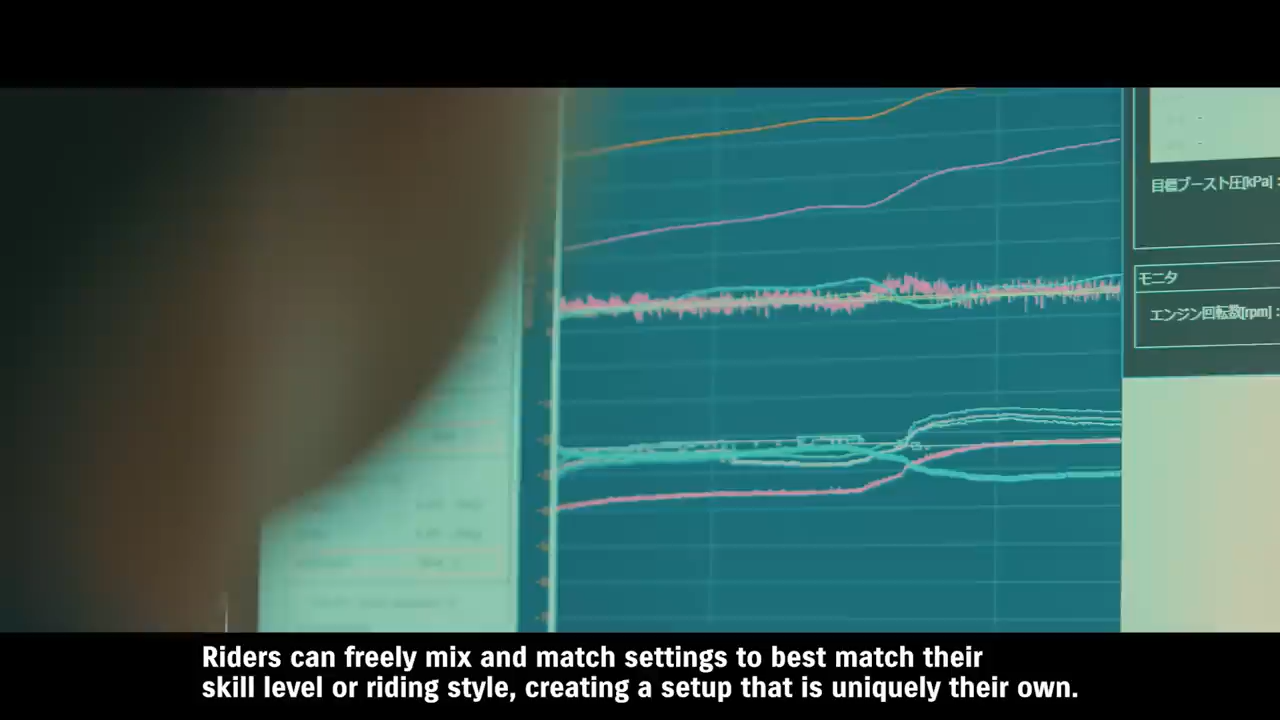 目標ブースト圧[kPa] :
モニタ
エンジン回転数[rpm] :
Riders can freely mix and match settings to best match their
skill level or riding style, creating a setup that is uniquely their own.